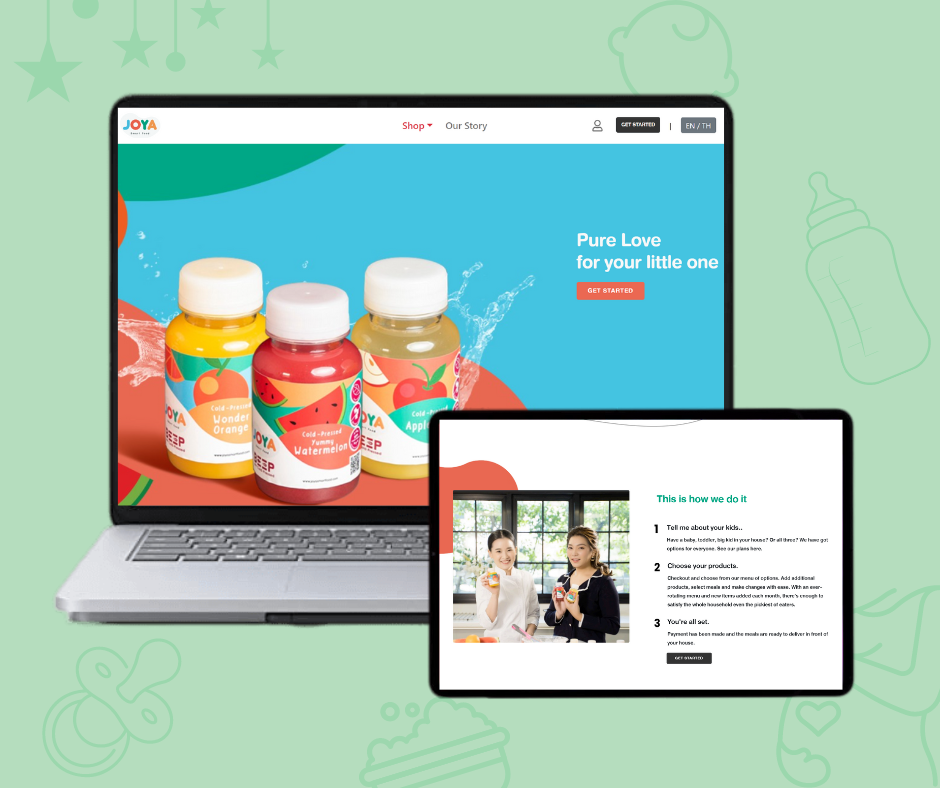 JOYA
Shop
Our Story
GET STARTED
|
EN / TH
Pure Love
for your little one
GET STARTED
Cold-Pressed
Wonder
Orange
JOYA
Cold-Pressed
Yummy
Watermelon
JOYA
Cold-Pr
Apple
This is how we do it
1 Tell me about your kids..
Have a baby, toddler, big kid in your house? Or all three? We have got
options for everyone. See our plans here.
2 Choose your products.
Checkout and choose from our menu of options. Add additional
products, select meals and make changes with ease. With an ever-
rotating menu and new items added each month, there's enough to
satisfy the whole household even the pickiest of eaters.
3 You're all set.
Payment has been made and the meals are ready to deliver in front of
your house.
GET STARTED